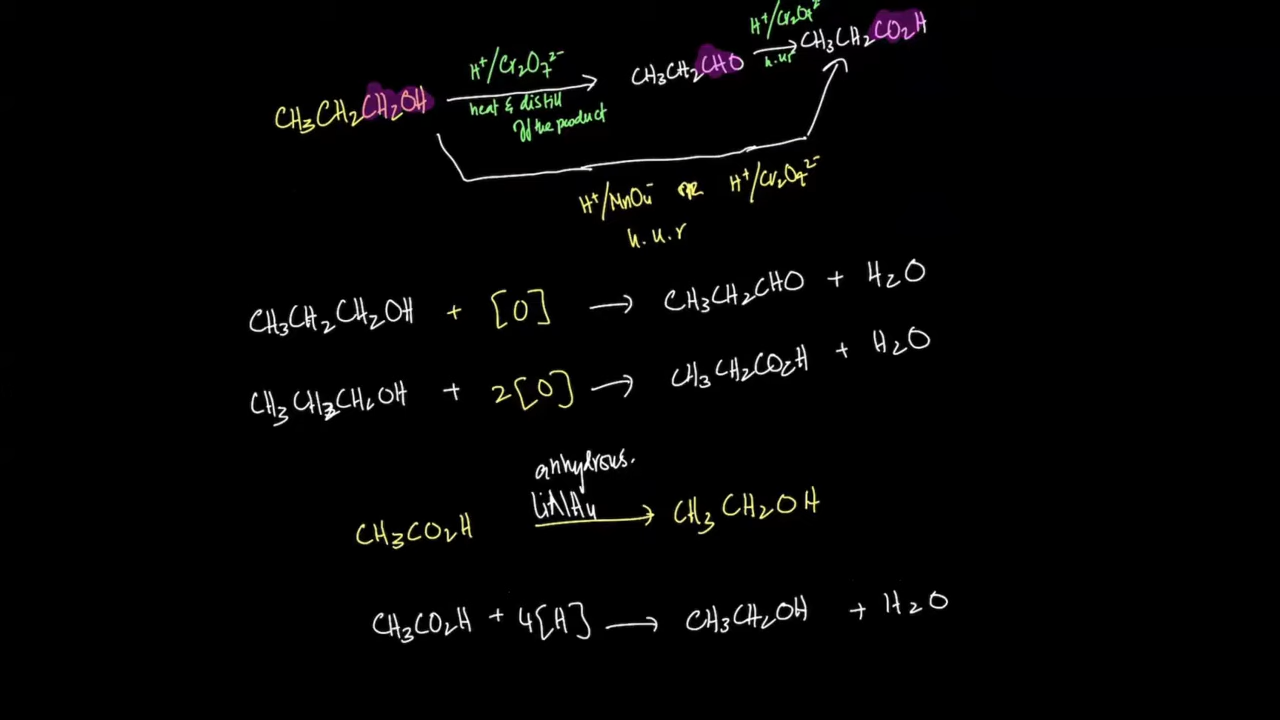 H⁺/Cr₂O₇²⁻
CH₃CH₂CO₂H
H⁺/Cr₂O₇²⁻
CH₃CH₂CHO
h.u.r
CH₃CH₂CH₂OH
heat & distill
off the product
H⁺/MnO₄⁻ or H⁺/Cr₂O₇²⁻
h.u.r
CH₃CH₂CH₂OH + [O] → CH₃CH₂CHO + H₂O
CH₃CH₂CH₂OH + 2[O] → CH₃CH₂CO₂H + H₂O
anhydrous.
LiAlH₄
CH₃CO₂H → CH₃CH₂OH
CH₃CO₂H + 4[H] → CH₃CH₂OH + H₂O